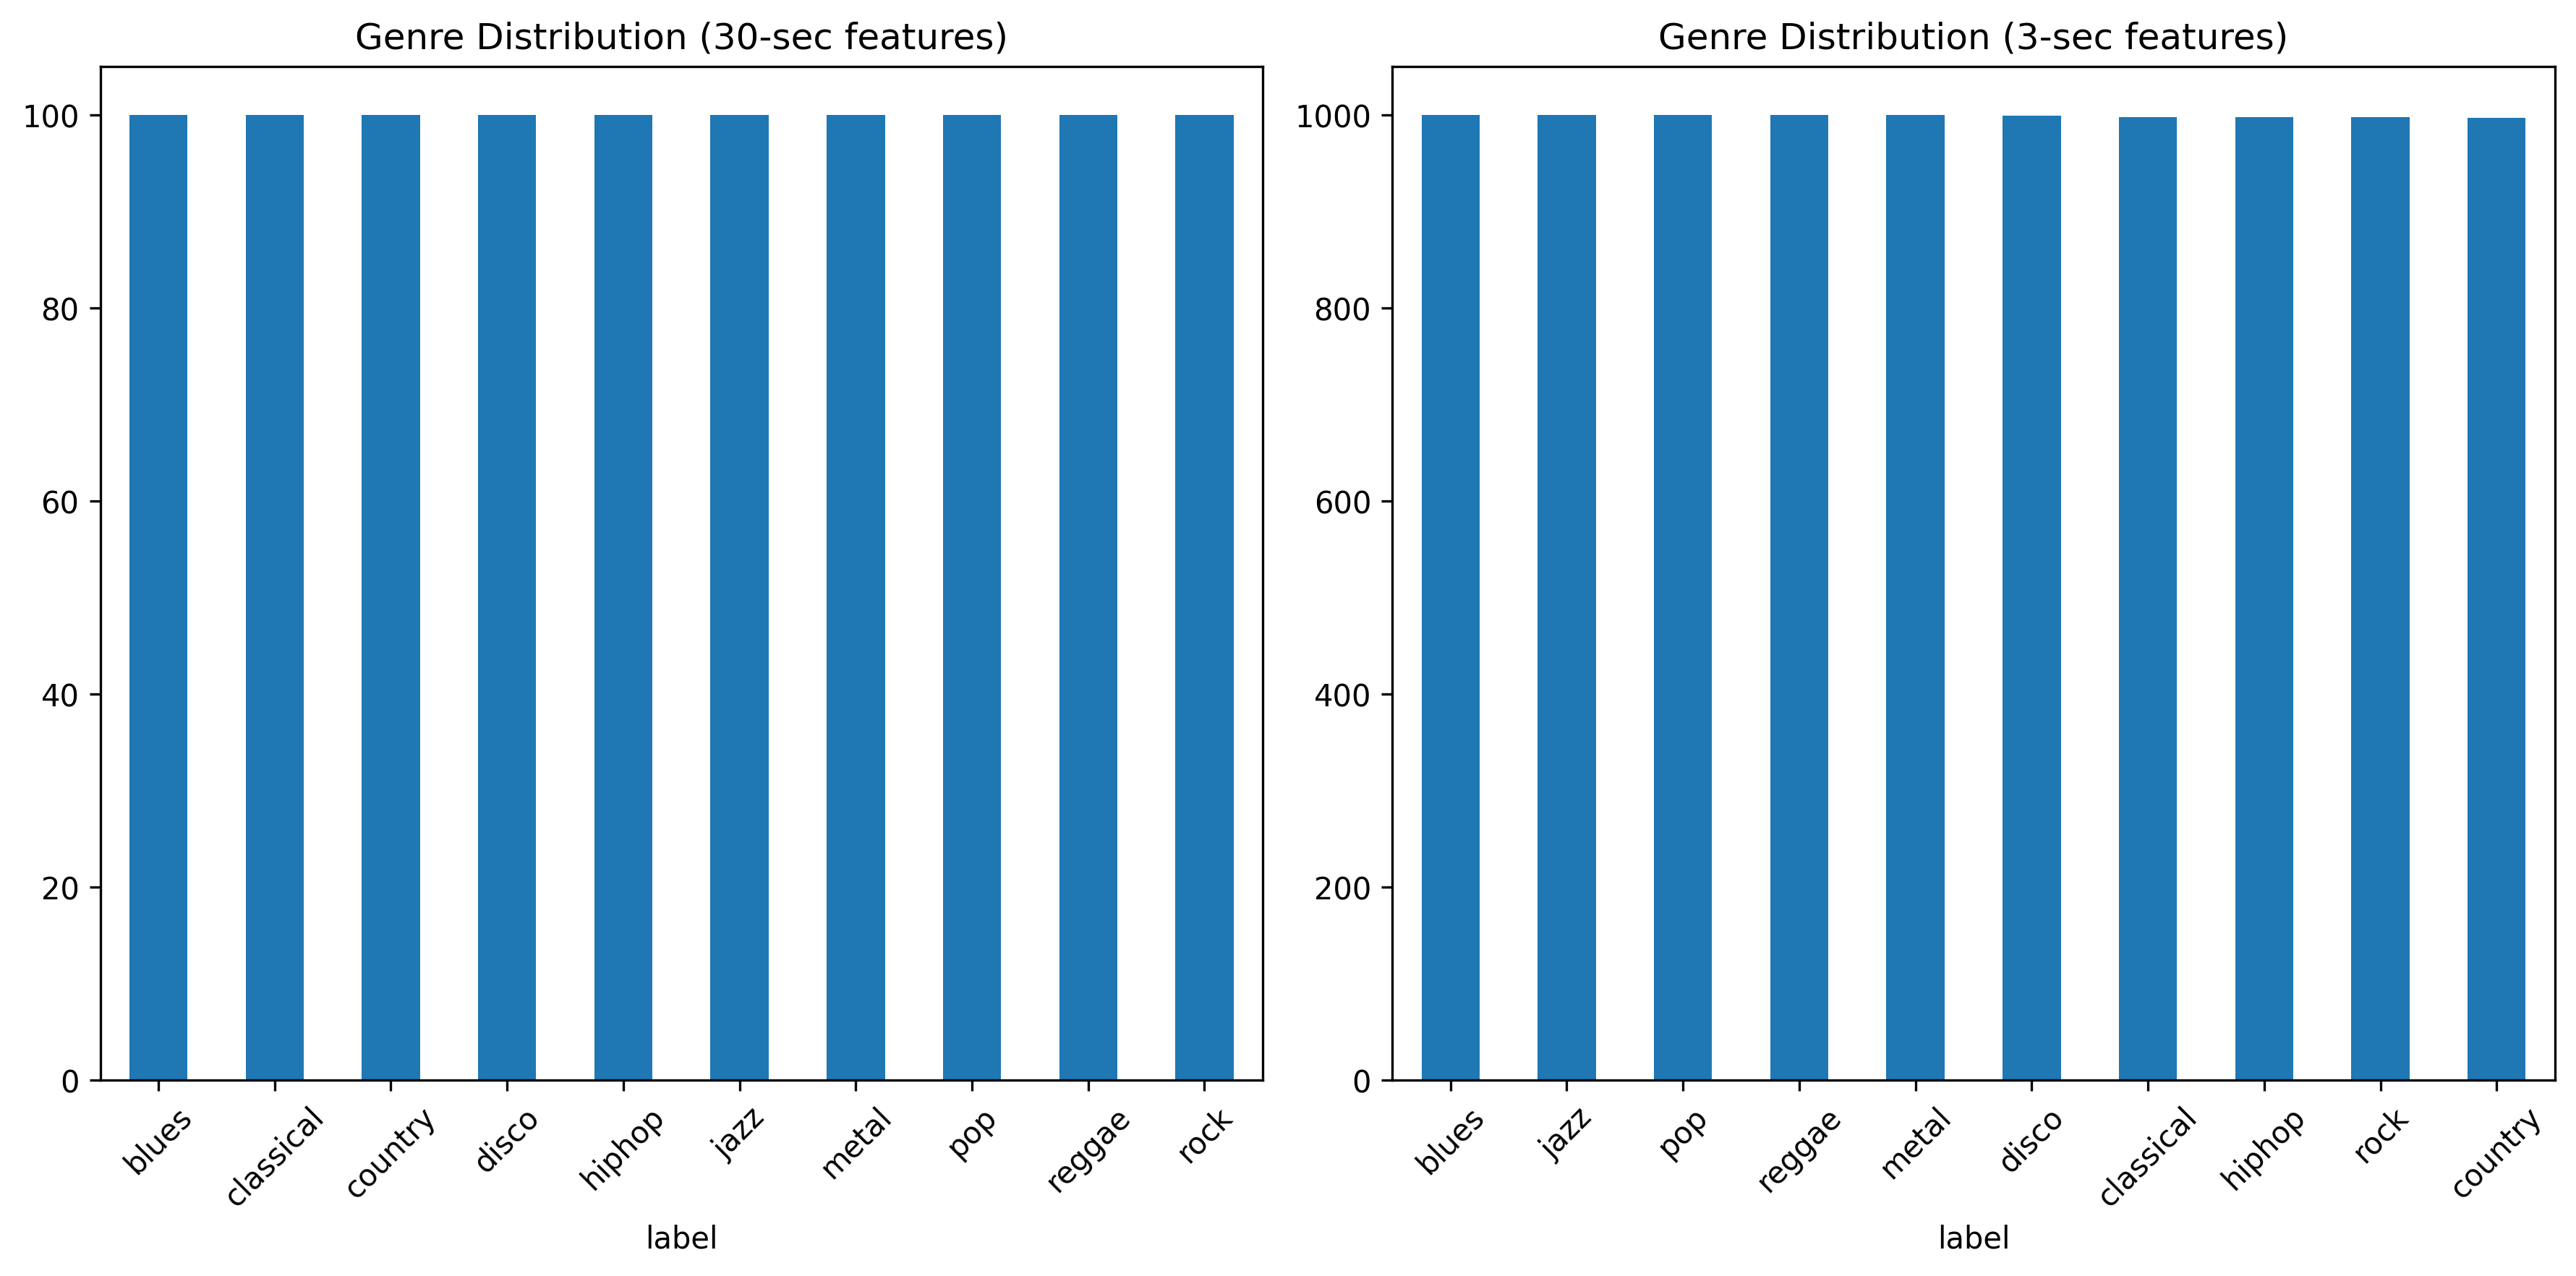 Genre Distribution (30-sec features)
100
80
60
40
20
0
blues
classical
country
disco
hiphop
jazz
metal
pop
reggae
rock
label
Genre Distribution (3-sec features)
1000
800
600
400
200
0
blues
jazz
pop
reggae
metal
disco
classical
hiphop
rock
country
label